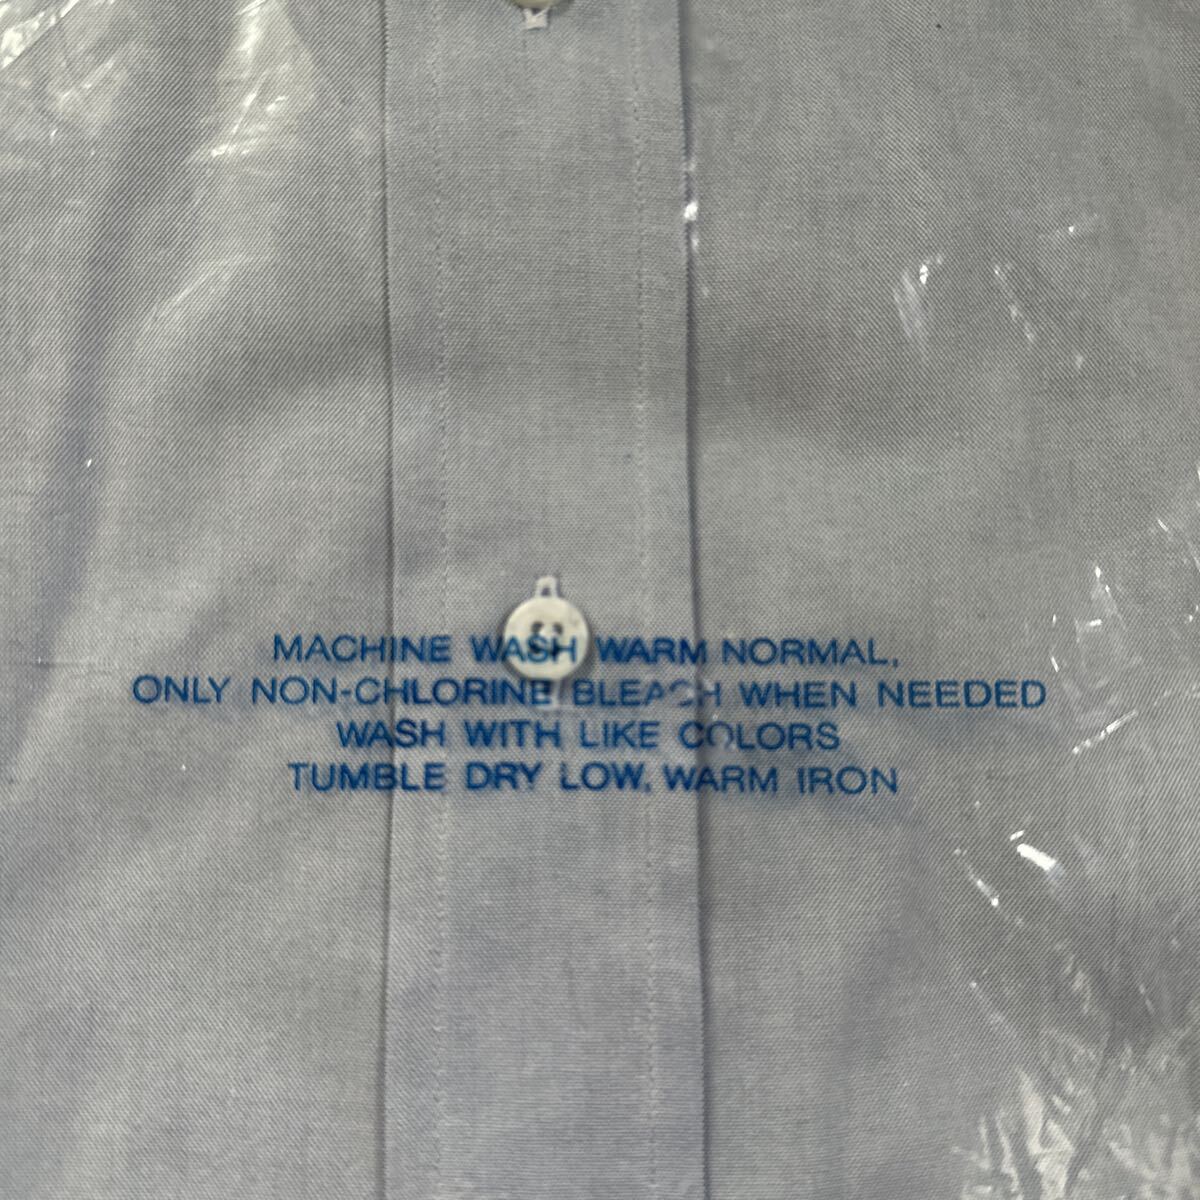 MACHINE WASH WARM NORMAL,
ONLY NON-CHLORINE BLEACH WHEN NEEDED
WASH WITH LIKE COLORS
TUMBLE DRY LOW, WARM IRON